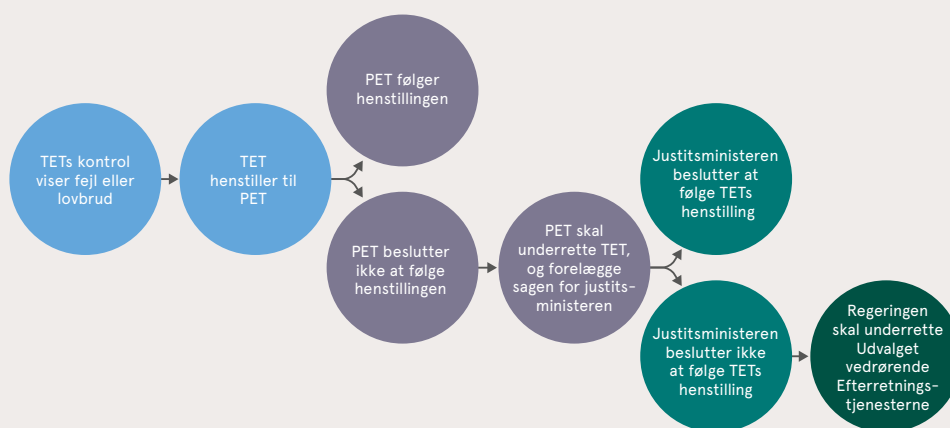 TETs kontrol
viser fejl eller
lovbrud
TET
henstiller til
PET
PET følger
henstillingen
PET beslutter
ikke at følge
henstillingen
PET skal
underrette TET,
og forelægge
sagen for justits-
ministeren
Justitsministeren
beslutter at
følge TETs
henstilling
Justitsministeren
beslutter ikke
at følge TETs
henstilling
Regeringen
skal underrette
Udvalget
vedrørende
Efterretnings-
tjenesterne